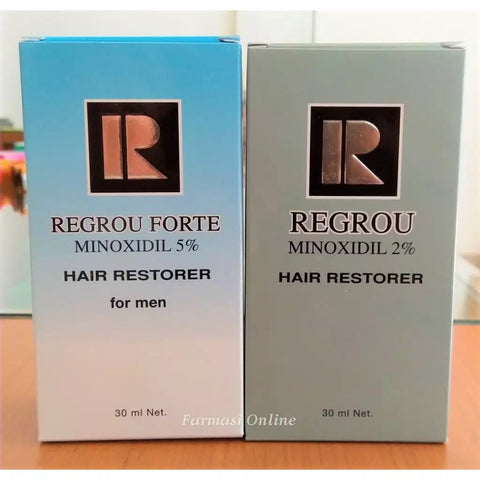 R
REGROU FORTE
MINOXIDIL 5%
HAIR RESTORER
for men
30 ml Net.
R
REGROU
MINOXIDIL 2%
HAIR RESTORER
30 ml Net.
Farmasi Online